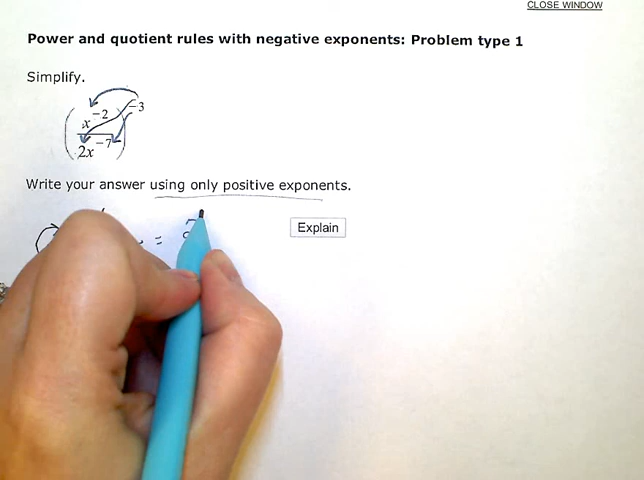 CLOSE WINDOW
Power and quotient rules with negative exponents: Problem type 1
Simplify.
(x^-2 / 2x^-7)^-3
Write your answer using only positive exponents.
=
Explain